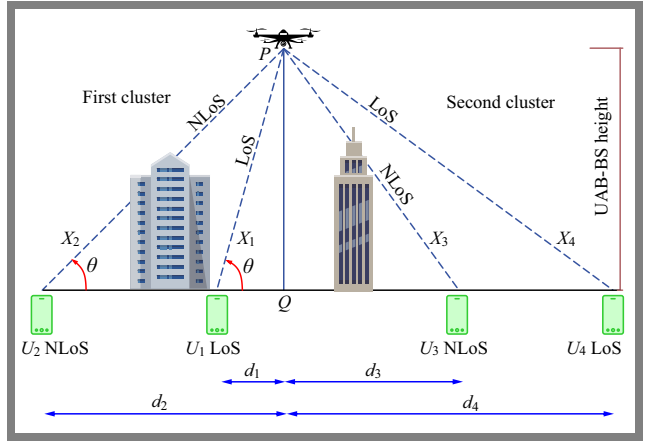 P
First cluster
Second cluster
NLoS
LoS
NLoS
LoS
UAB-BS height
X2
X1
X3
X4
θ
θ
Q
U2 NLoS
U1 LoS
U3 NLoS
U4 LoS
d1
d3
d2
d4